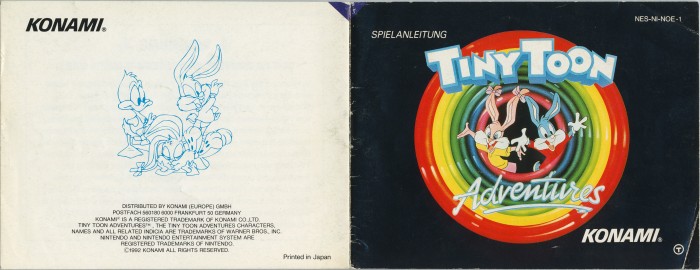 KONAMI®
DISTRIBUTED BY KONAMI (EUROPE) GMBH
POSTFACH 560180 6000 FRANKFURT 50 GERMANY
KONAMI® IS A REGISTERED TRADEMARK OF KONAMI CO.,LTD.
TINY TOON ADVENTURES™, THE TINY TOON ADVENTURES CHARACTERS,
NAMES AND ALL RELATED INDICIA ARE TRADEMARKS OF WARNER BROS., INC.
NINTENDO AND NINTENDO ENTERTAINMENT SYSTEM ARE
REGISTERED TRADEMARKS OF NINTENDO.
©1992 KONAMI ALL RIGHTS RESERVED.
Printed in Japan
NES-NI-NOE-1
SPIELANLEITUNG
TINY TOON
Adventures
KONAMI®
T